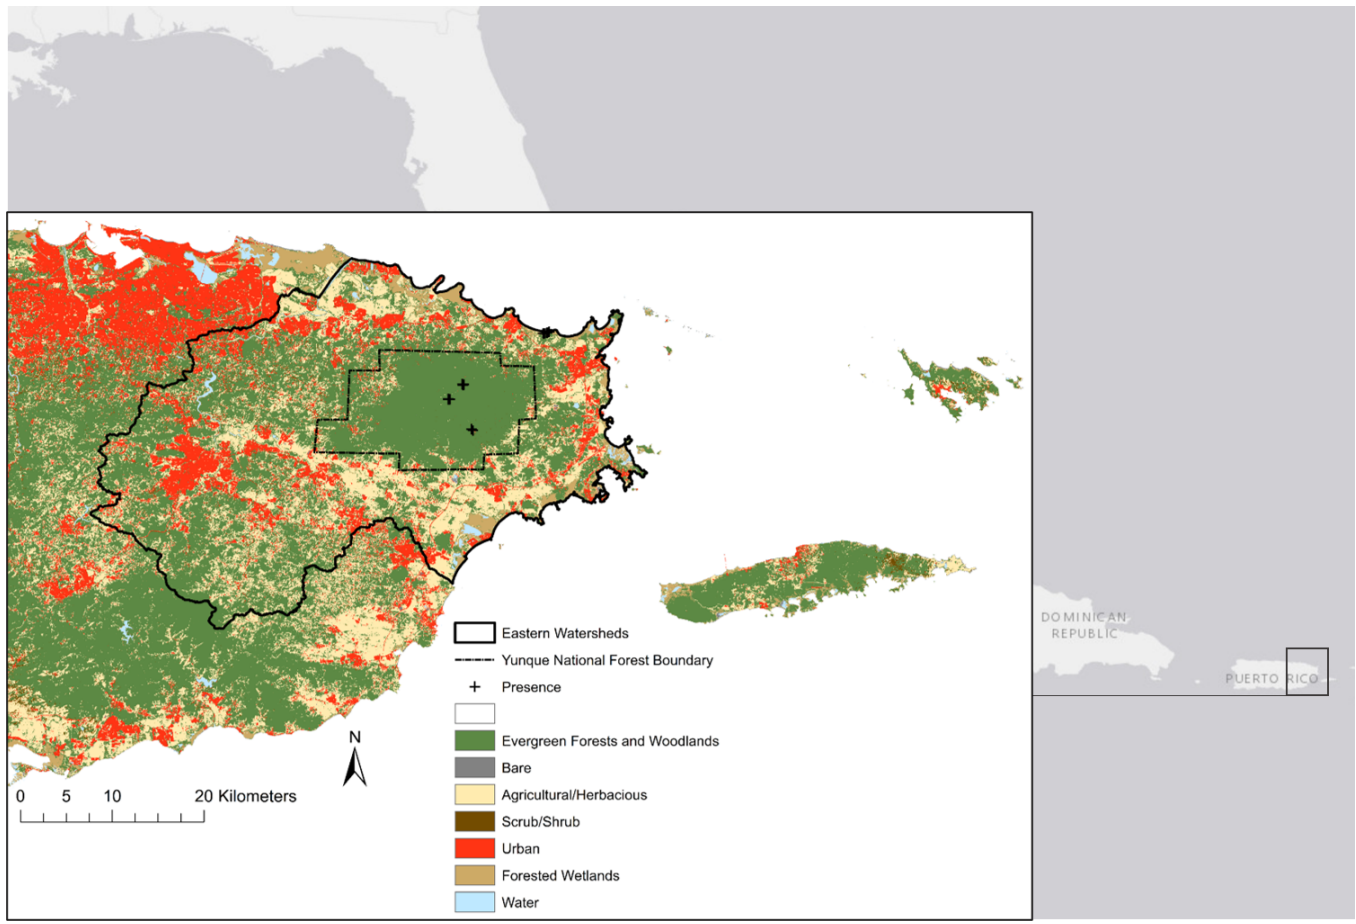 DOMINICAN
REPUBLIC
PUERTO RICO
Eastern Watersheds
Yunque National Forest Boundary
Presence
Evergreen Forests and Woodlands
Bare
Agricultural/Herbacious
Scrub/Shrub
Urban
Forested Wetlands
Water
N
0 5 10 20 Kilometers